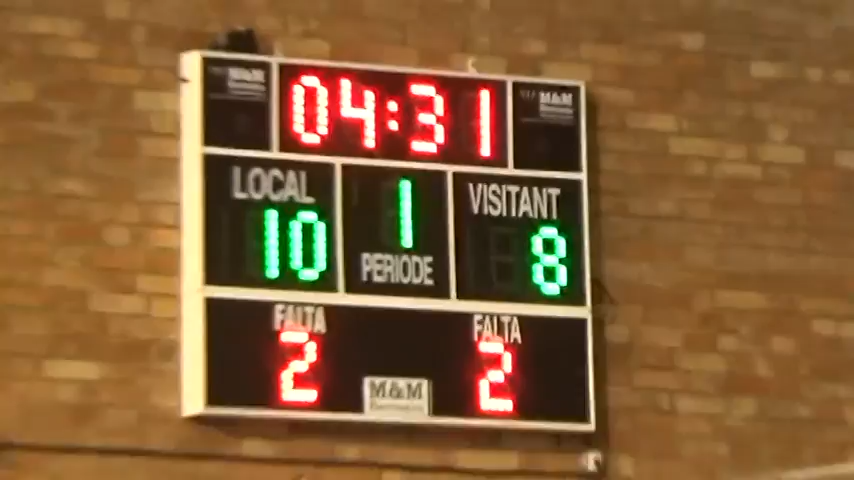 M&M
04:31
M&M
LOCAL
10
1
PERIODE
VISITANT
8
FALTA
2
FALTA
2
M&M